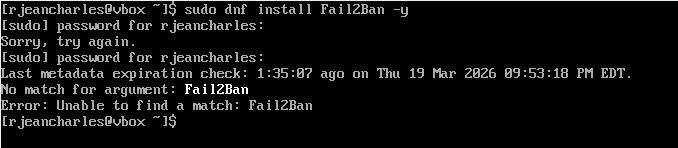 [rjeancharles@vbox ~]$ sudo dnf install Fail2Ban -y
[sudo] password for rjeancharles:
Sorry, try again.
[sudo] password for rjeancharles:
Last metadata expiration check: 1:35:07 ago on Thu 19 Mar 2026 09:53:18 PM EDT.
No match for argument: Fail2Ban
Error: Unable to find a match: Fail2Ban
[rjeancharles@vbox ~]$